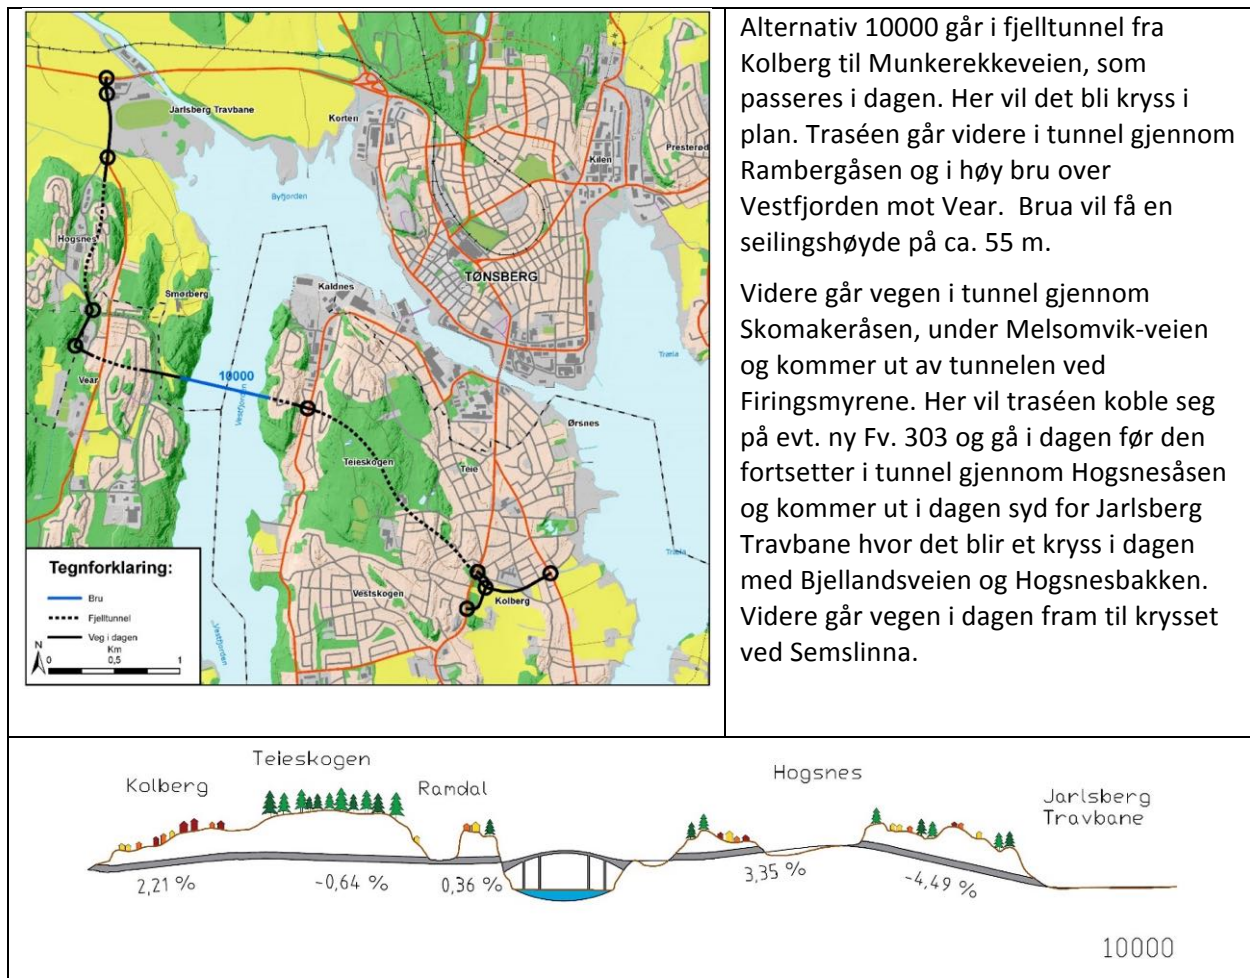 Jarlsberg Travbane
Korten
Kilen
Presterød
Byfjorden
Hogsnes
TØNSBERG
Kaldnes
Smørberg
Træla
10000
Vear
Vestfjorden
Ørsnes
Teieskogen
Teie
Træla
Vestskogen
Kolberg
Vestfjorden
Tegnforklaring:
Bru
Fjelltunnel
Veg i dagen
N
Km
0 0,5 1
Alternativ 10000 går i fjelltunnel fra
Kolberg til Munkerekkeveien, som
passeres i dagen. Her vil det bli kryss i
plan. Traséen går videre i tunnel gjennom
Rambergåsen og i høy bru over
Vestfjorden mot Vear. Brua vil få en
seilingshøyde på ca. 55 m.
Videre går vegen i tunnel gjennom
Skomakeråsen, under Melsomvik-veien
og kommer ut av tunnelen ved
Firingsmyrene. Her vil traséen koble seg
på evt. ny Fv. 303 og gå i dagen før den
fortsetter i tunnel gjennom Hogsnesåsen
og kommer ut i dagen syd for Jarlsberg
Travbane hvor det blir et kryss i dagen
med Bjellandsveien og Hogsnesbakken.
Videre går vegen i dagen fram til krysset
ved Semslinna.
Teieskogen
Kolberg
Ramdal
Hogsnes
Jarlsberg
Travbane
2,21 %
-0,64 %
0,36 %
3,35 %
-4,49 %
10000